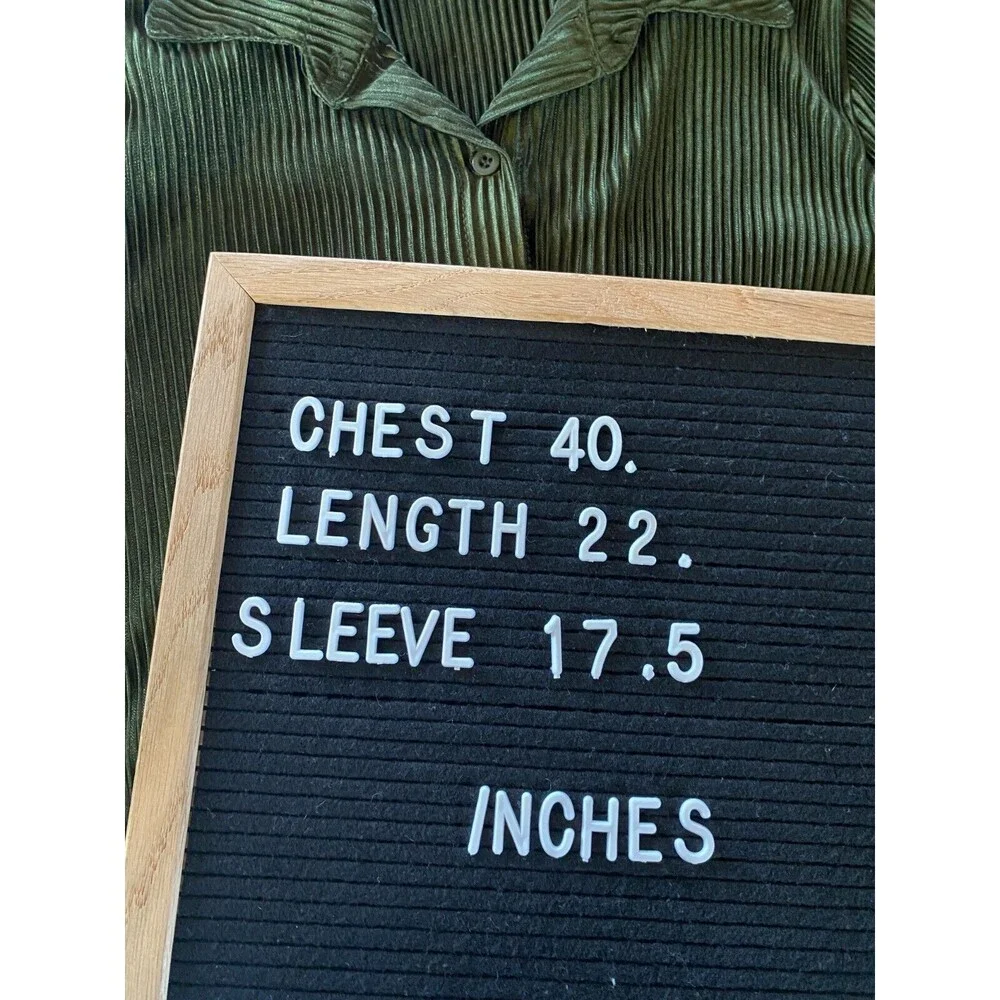 CHEST 40.
LENGTH 22.
SLEEVE 17.5
INCHES